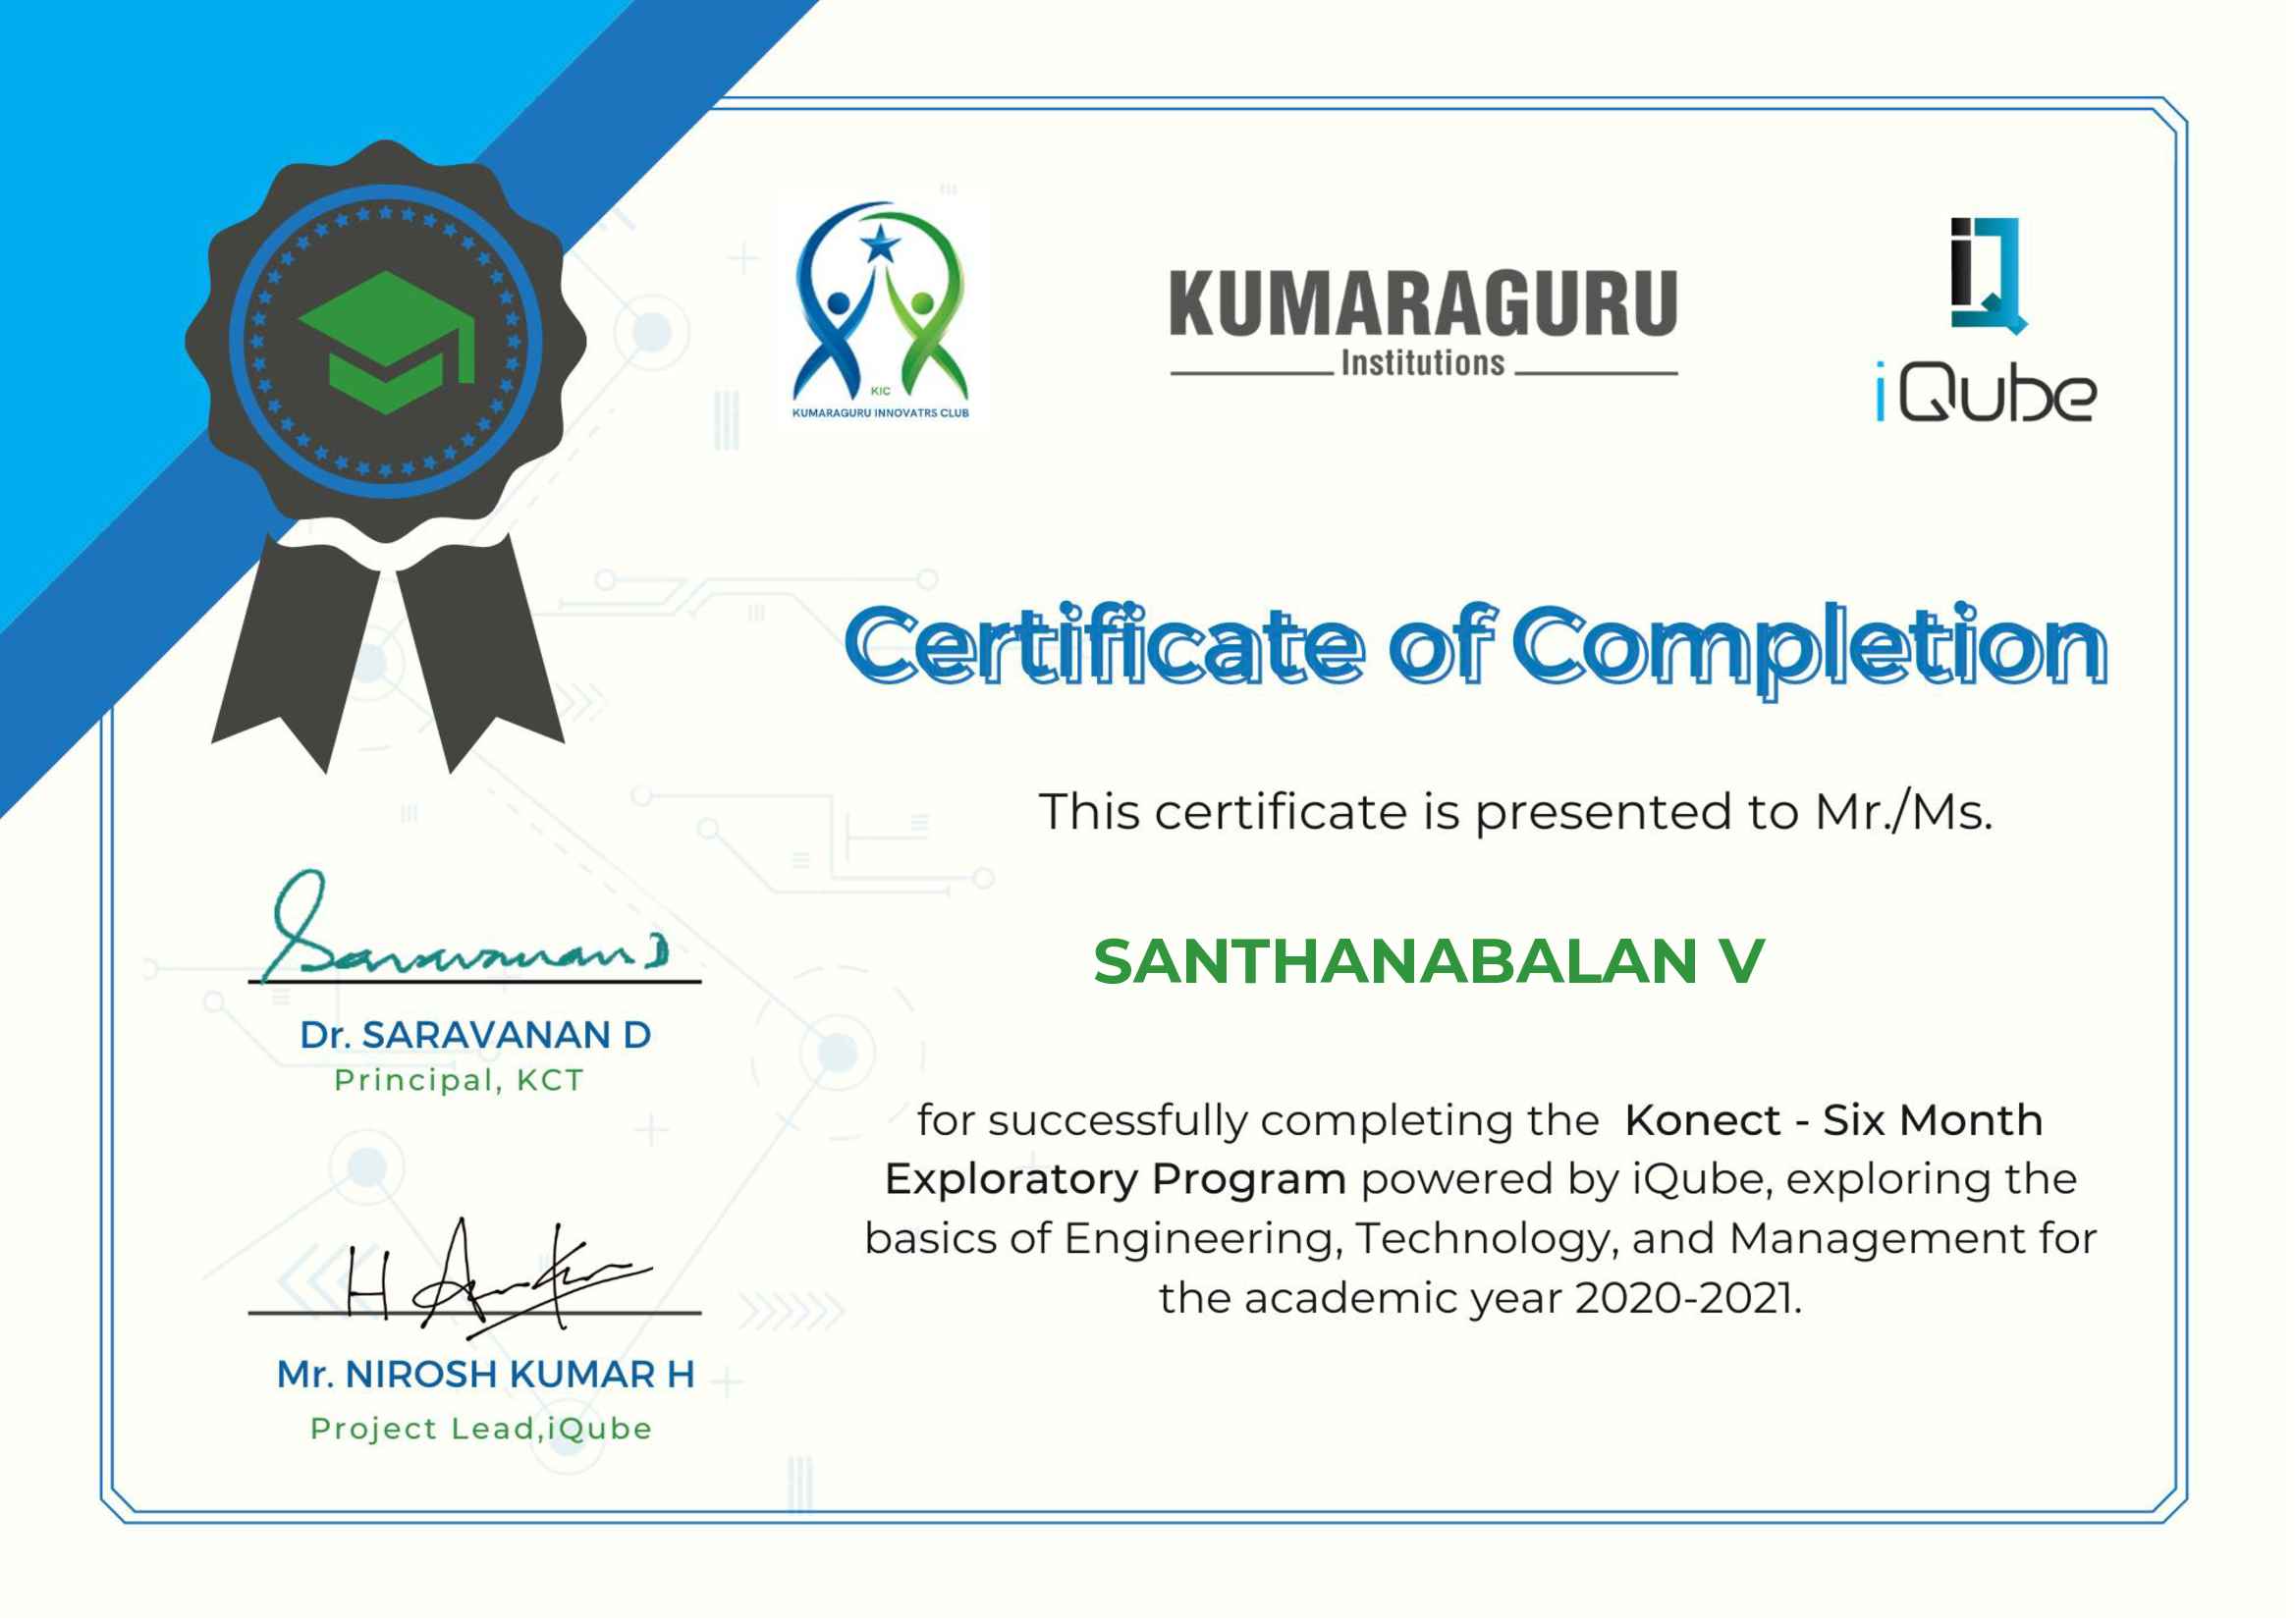 KIC
KUMARAGURU INNOVATRS CLUB
KUMARAGURU
Institutions
iQ
iQube
Certificate of Completion
This certificate is presented to Mr./Ms.
SANTHANABALAN V
for successfully completing the Konect - Six Month
Exploratory Program powered by iQube, exploring the
basics of Engineering, Technology, and Management for
the academic year 2020-2021.
Saravanan D
Dr. SARAVANAN D
Principal, KCT
Mr. NIROSH KUMAR H
Project Lead,iQube